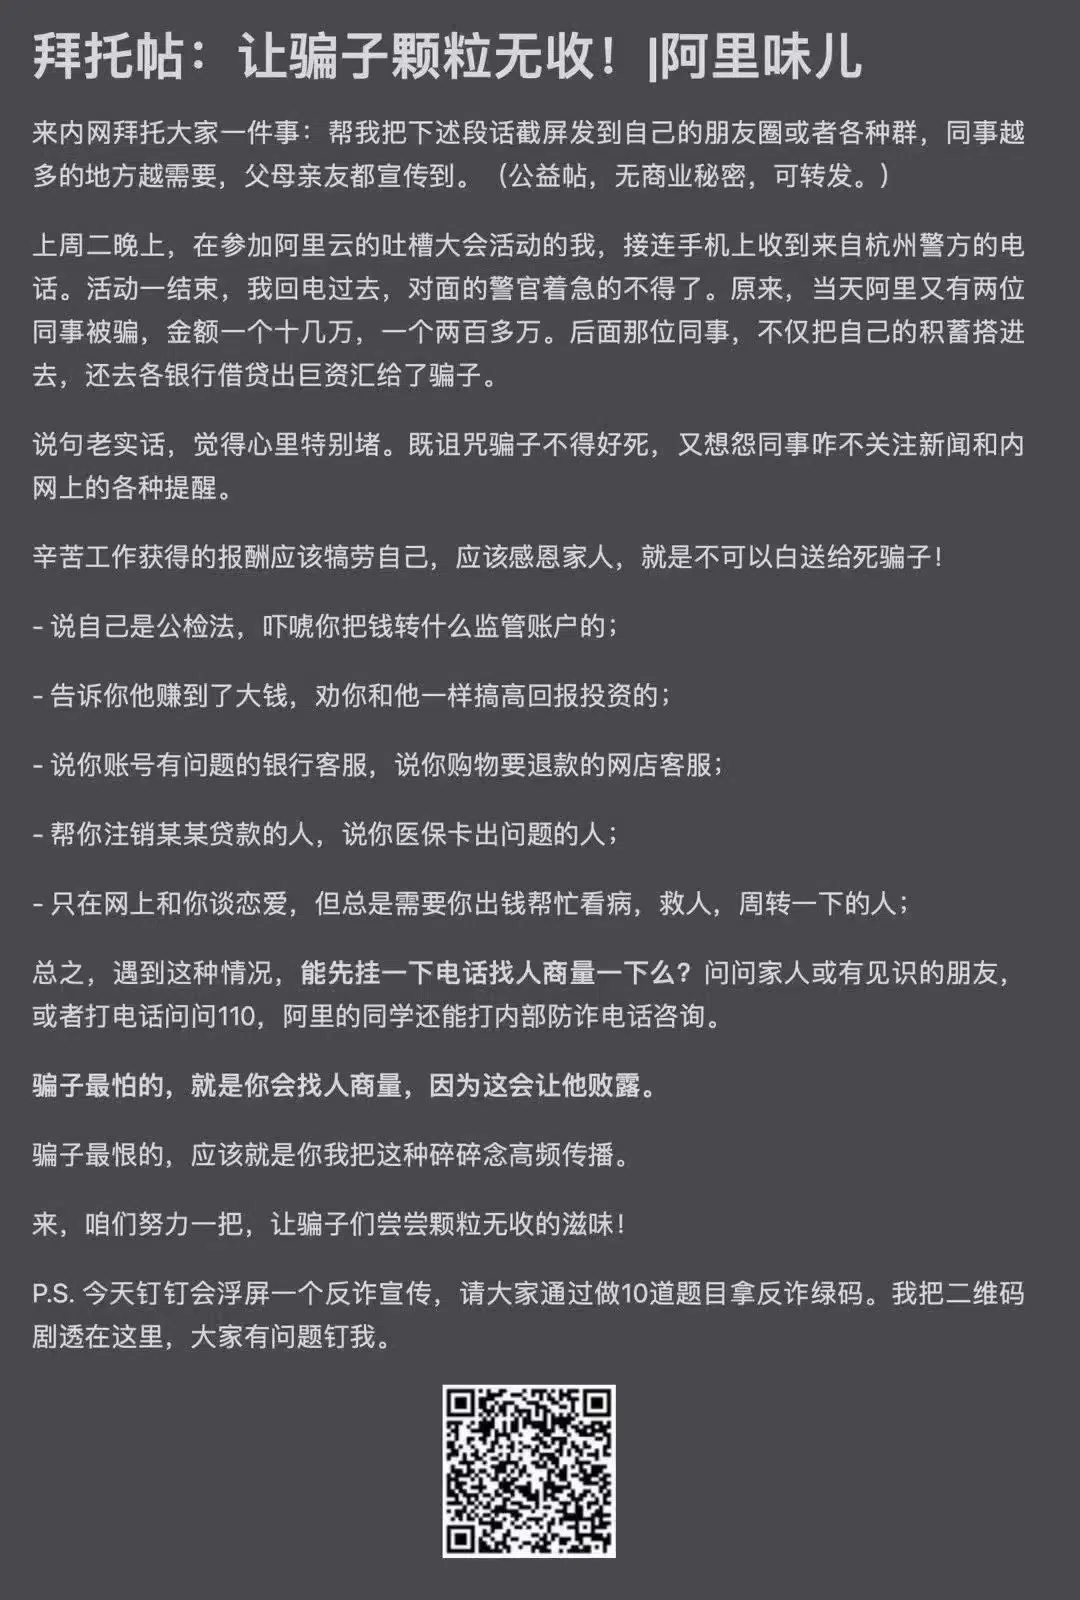 拜托帖：让骗子颗粒无收！|阿里味儿
来内网拜托大家一件事：帮我把下述段话截屏发到自己的朋友圈或者各种群，同事越
多的地方越需要，父母亲友都宣传到。（公益帖，无商业秘密，可转发。）
上周二晚上，在参加阿里云的吐槽大会活动的我，接连手机上收到来自杭州警方的电
话。活动一结束，我回电过去，对面的警官着急的不得了。原来，当天阿里又有两位
同事被骗，金额一个十几万，一个两百多万。后面那位同事，不仅把自己的积蓄搭进
去，还去各银行借贷出巨资汇给了骗子。
说句老实话，觉得心里特别堵。既诅咒骗子不得好死，又想怨同事咋不关注新闻和内
网上的各种提醒。
辛苦工作获得的报酬应该犒劳自己，应该感恩家人，就是不可以白送给死骗子！
- 说自己是公检法，吓唬你把钱转什么监管账户的；
- 告诉你他赚到了大钱，劝你和他一样搞高回报投资的；
- 说你账号有问题的银行客服，说你购物要退款的网店客服；
- 帮你注销某某贷款的人，说你医保卡出问题的人；
- 只在网上和你谈恋爱，但总是需要你出钱帮忙看病，救人，周转一下的人；
总之，遇到这种情况，能先挂一下电话找人商量一下么？问问家人或有见识的朋友，
或者打电话问问110，阿里的同学还能打内部防诈电话咨询。
骗子最怕的，就是你会找人商量，因为这会让他败露。
骗子最恨的，应该就是你我把这种碎碎念高频传播。
来，咱们努力一把，让骗子们尝尝颗粒无收的滋味！
P.S. 今天钉钉会浮屏一个反诈宣传，请大家通过做10道题目拿反诈绿码。我把二维码
剧透在这里，大家有问题钉我。